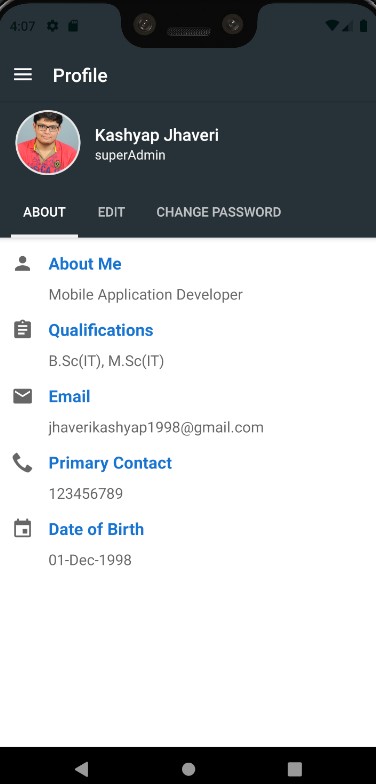 4:07
Profile
Kashyap Jhaveri
superAdmin
ABOUT EDIT CHANGE PASSWORD
About Me
Mobile Application Developer
Qualifications
B.Sc(IT), M.Sc(IT)
Email
jhaverikashyap1998@gmail.com
Primary Contact
123456789
Date of Birth
01-Dec-1998